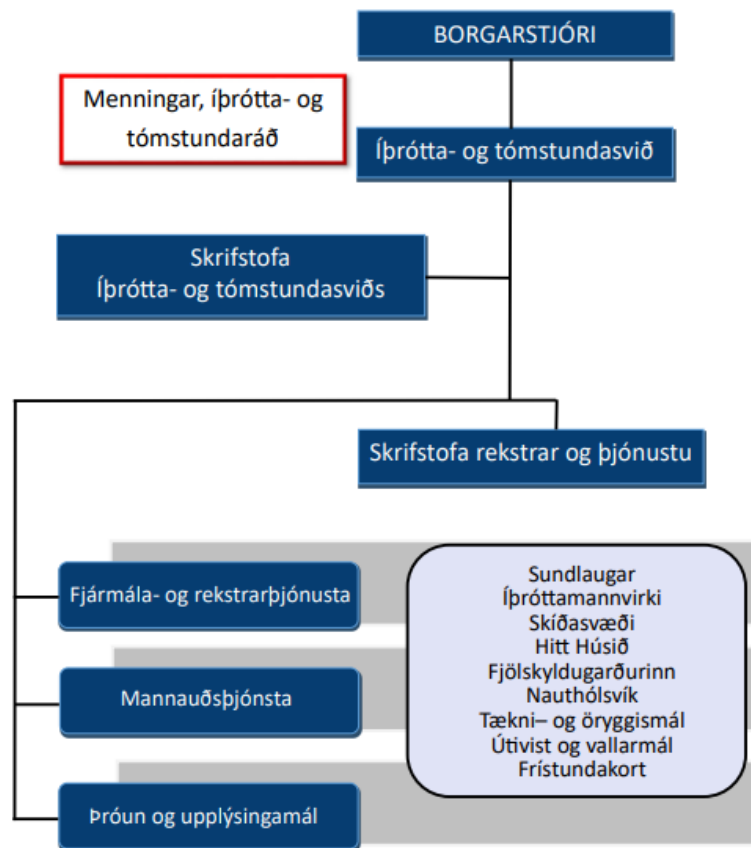 BORGARSTJÓRI
Menningar, íþrótta- og
tómstundaráð
Íþrótta- og tómstundasvið
Skrifstofa
Íþrótta- og tómstundasviðs
Skrifstofa rekstrar og þjónustu
Fjármála- og rekstrarþjónusta
Mannauðsþjónsta
Þróun og upplýsingamál
Sundlaugar
Íþróttamannvirki
Skíðasvæði
Hitt Húsið
Fjölskyldugarðurinn
Nauthólsvík
Tækni– og öryggismál
Útivist og vallarmál
Frístundakort